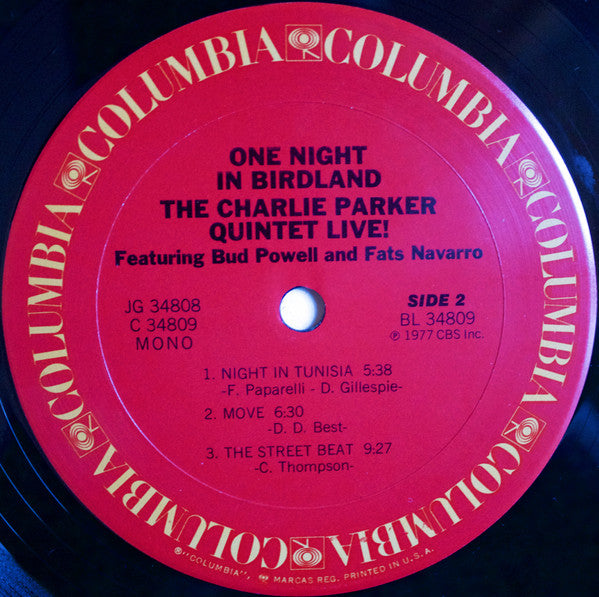 COLUMBIA COLUMBIA COLUMBIA COLUMBIA COLUMBIA COLUMBIA
ONE NIGHT
IN BIRDLAND
THE CHARLIE PARKER
QUINTET LIVE!
Featuring Bud Powell and Fats Navarro
JG 34808
C 34809
MONO
SIDE 2
BL 34809
℗ 1977 CBS Inc.
1. NIGHT IN TUNISIA 5:38
-F. Paparelli - D. Gillespie-
2. MOVE 6:30
-D. D. Best-
3. THE STREET BEAT 9:27
-C. Thompson-
®"COLUMBIA", MARCAS REG. PRINTED IN U.S.A.